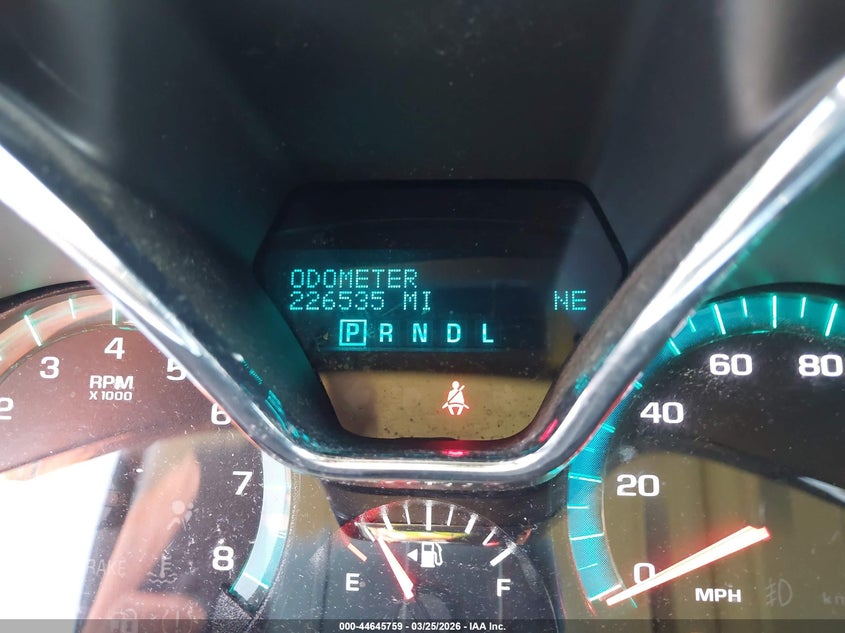 ODOMETER
226535 MI NE
P R N D L
2 3 4 5 6 7 8
RPM
X 1000
0 20 40 60 80
MPH
E F
000-44645759 — 03/25/2026 — IAA Inc.